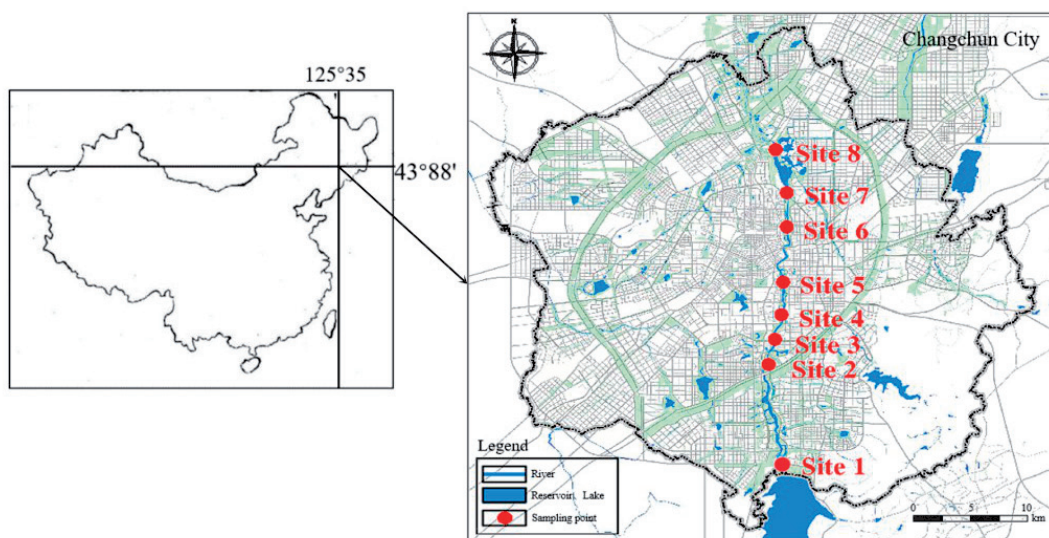 125°35
43°88'
Changchun City
Site 8
Site 7
Site 6
Site 5
Site 4
Site 3
Site 2
Site 1
Legend
River
Reservoir、Lake
Sampling point
0 5 10
km